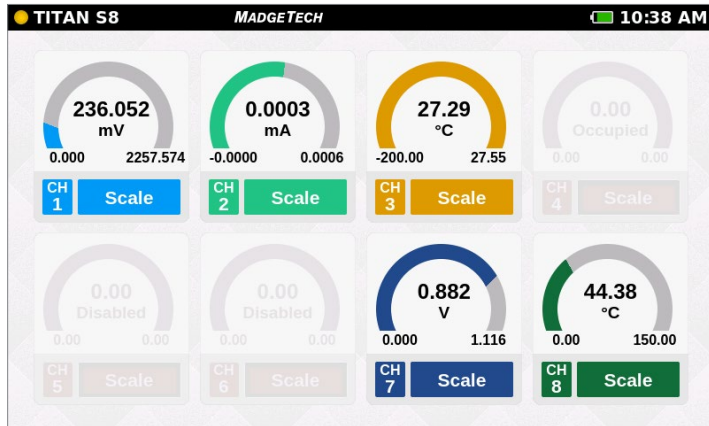 TITAN S8 MADGETECH 10:38 AM
236.052
mV
0.000 2257.574
CH
1
Scale
0.0003
mA
-0.0000 0.0006
CH
2
Scale
27.29
°C
-200.00 27.55
CH
3
Scale
0.00
Occupied
0.00 0.00
CH
4
Scale
0.00
Disabled
0.00 0.00
CH
5
Scale
0.00
Disabled
0.00 0.00
CH
6
Scale
0.882
V
0.000 1.116
CH
7
Scale
44.38
°C
0.00 150.00
CH
8
Scale